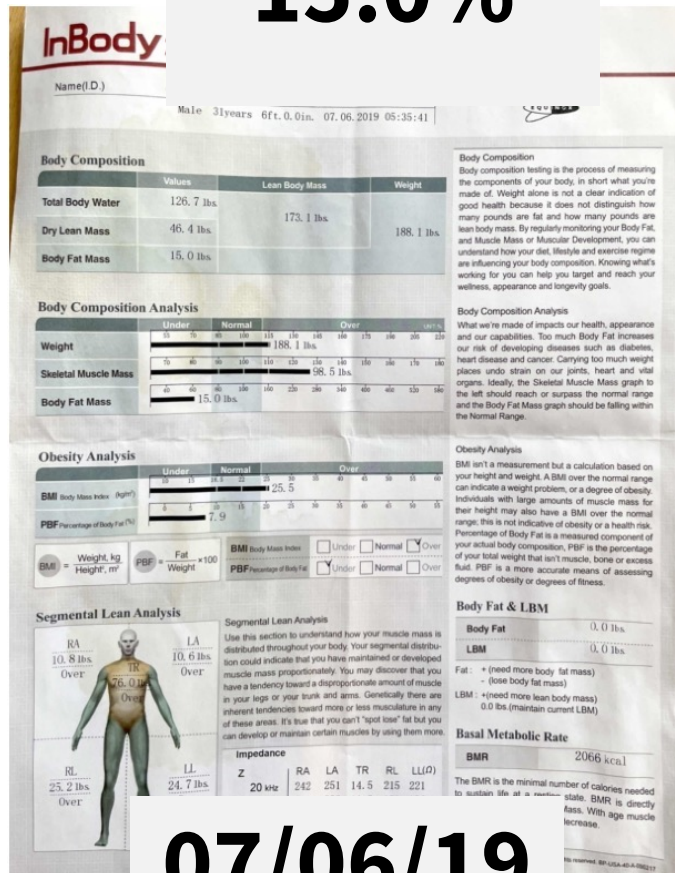 15.0%
InBody
Name(I.D.)
Male 31years 6ft. 0.0in. 07.06.2019 05:35:41
Body Composition
Values Lean Body Mass Weight
Total Body Water 126.7 lbs.
173.1 lbs.
Dry Lean Mass 46.4 lbs.
188.1 lbs.
Body Fat Mass 15.0 lbs.
Body Composition
Body composition testing is the process of measuring
the components of your body, in short what you're
made of. Weight alone is not a clear indication of
good health because it does not distinguish how
many pounds are fat and how many pounds are
lean body mass. By regularly monitoring your Body Fat,
and Muscle Mass or Muscular Development, you can
understand how your diet, lifestyle and exercise regime
are influencing your body composition. Knowing what's
working for you can help you target and reach your
wellness, appearance and longevity goals.
Body Composition Analysis
Under Normal Over
Weight 188.1 lbs.
Skeletal Muscle Mass 98.5 lbs.
Body Fat Mass 15.0 lbs.
Body Composition Analysis
What we're made of impacts our health, appearance
and our capabilities. Too much Body Fat increases
our risk of developing diseases such as diabetes,
heart disease and cancer. Carrying too much weight
places undo strain on our joints, heart and vital
organs. Ideally, the Skeletal Muscle Mass graph to
the left should reach or surpass the normal range
and the Body Fat Mass graph should be falling within
the Normal Range.
Obesity Analysis
Under Normal Over
BMI Body Mass Index (kg/m²) 25.5
PBF Percentage of Body Fat (%) 7.9
BMI = Weight, kg / Height², m² PBF = Fat / Weight ×100
BMI Body Mass Index Under Normal Over
PBF Percentage of Body Fat Under Normal Over
Obesity Analysis
BMI isn't a measurement but a calculation based on
your height and weight. A BMI over the normal range
can indicate a weight problem, or a degree of obesity.
Individuals with large amounts of muscle mass for
their height may also have a BMI over the normal
range; this is not indicative of obesity or a health risk.
Percentage of Body Fat is a measured component of
your actual body composition, PBF is the percentage
of your total weight that isn't muscle, bone or excess
fluid. PBF is a more accurate means of assessing
degrees of obesity or degrees of fitness.
Segmental Lean Analysis
RA
10.8 lbs.
Over
LA
10.6 lbs.
Over
TR
76.0 lbs.
Over
RL
25.2 lbs.
Over
LL
24.7 lbs.
Segmental Lean Analysis
Use this section to understand how your muscle mass is
distributed throughout your body. Your segmental distribu-
tion could indicate that you have maintained or developed
muscle mass proportionately. You may discover that you
have a tendency toward a disproportionate amount of muscle
in your legs or your trunk and arms. Genetically there are
inherent tendencies toward more or less musculature in any
of these areas. It's true that you can't "spot lose" fat but you
can develop or maintain certain muscles by using them more.
Impedance
Z RA LA TR RL LL(Ω)
20 kHz 242 251 14.5 215 221
Body Fat & LBM
Body Fat 0.0 lbs.
LBM 0.0 lbs.
Fat : + (need more body fat mass)
- (lose body fat mass)
LBM : +(need more lean body mass)
0.0 lbs.(maintain current LBM)
Basal Metabolic Rate
BMR 2066 kcal
The BMR is the minimal number of calories needed
to sustain life at a resting state. BMR is directly
Mass. With age muscle
decrease.
07/06/19